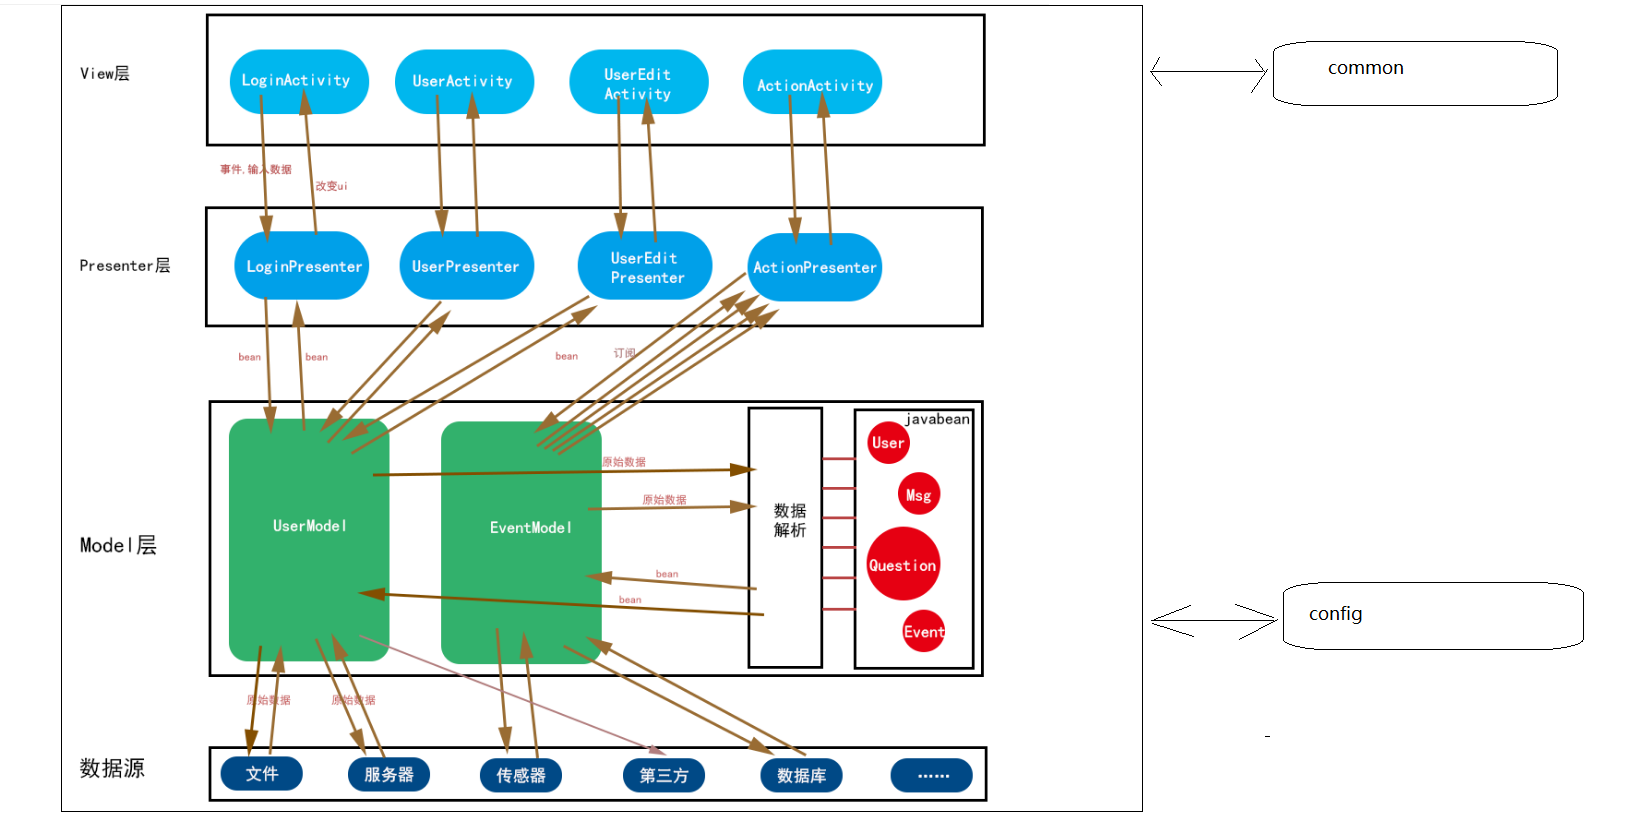 View层
LoginActivity
UserActivity
UserEdit
Activity
ActionActivity
common
事件,输入数据
改变ui
Presenter层
LoginPresenter
UserPresenter
UserEdit
Presenter
ActionPresenter
bean
bean
bean
订阅
Model层
UserModel
EventModel
原始数据
原始数据
bean
bean
数据
解析
javabean
User
Msg
Question
Event
config
原始数据
原始数据
数据源
文件
服务器
传感器
第三方
数据库
……